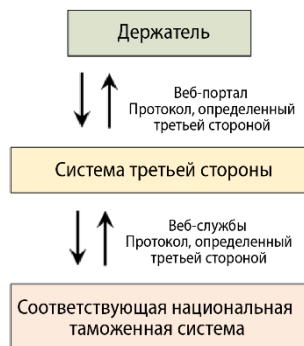 Держатель
Веб-портал
Протокол, определенный
третьей стороной
Система третьей стороны
Веб-службы
Протокол, определенный
третьей стороной
Соответствующая национальная
таможенная система